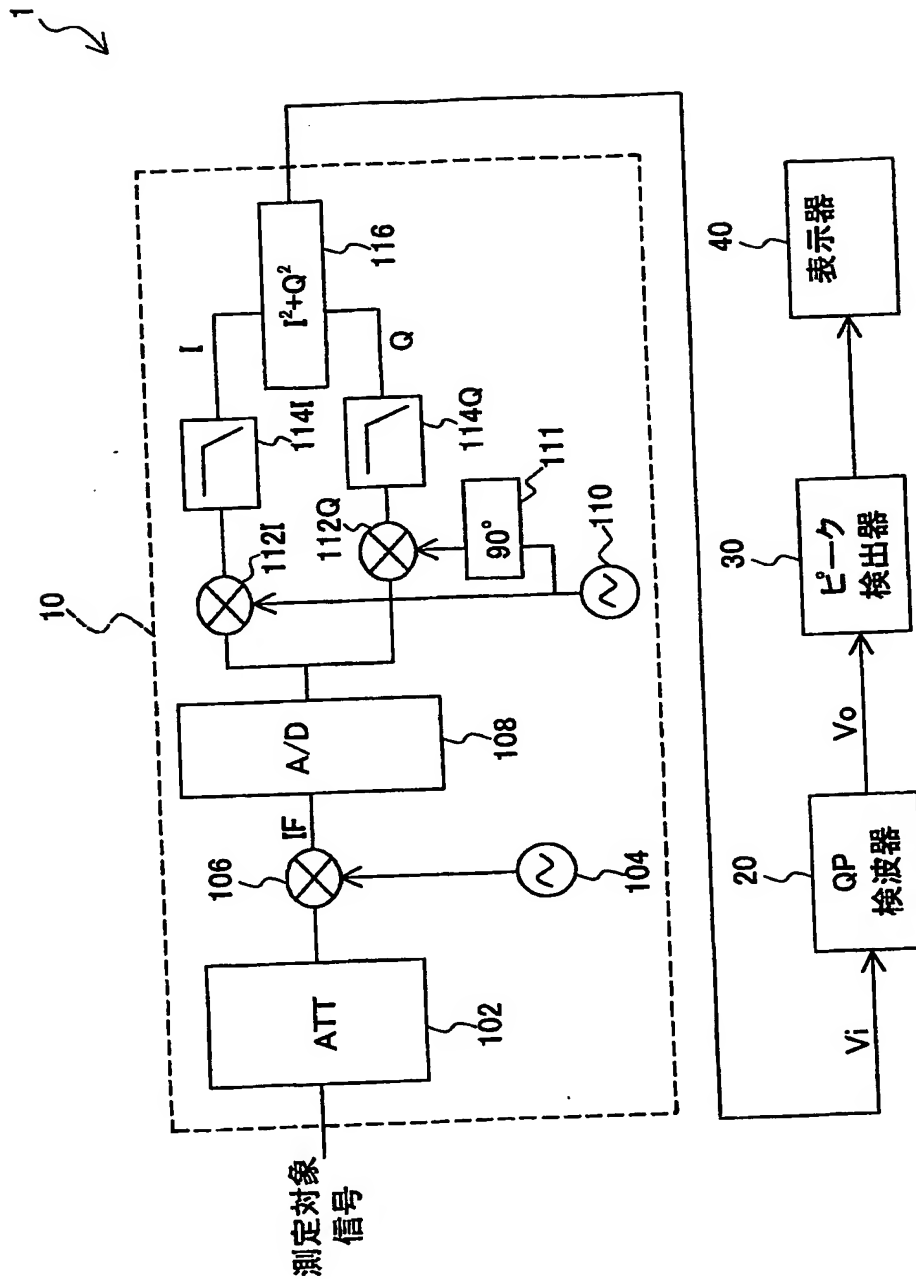 1
10
測定対象
信号
ATT
102
106
IF
104
A/D
108
112I
112Q
114I
114Q
I
Q
90°
111
110
I²+Q²
116
Vi
20
QP
検波器
Vo
30
ピーク
検出器
40
表示器